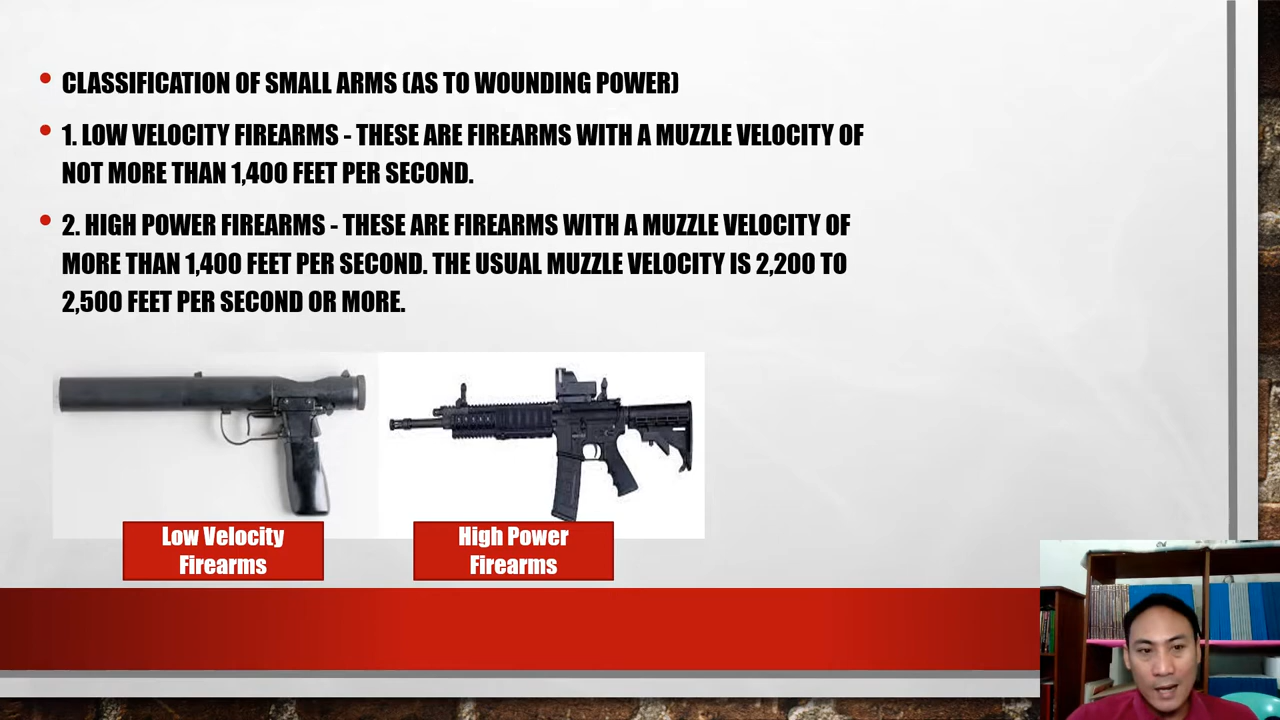 CLASSIFICATION OF SMALL ARMS (AS TO WOUNDING POWER)
1. LOW VELOCITY FIREARMS - THESE ARE FIREARMS WITH A MUZZLE VELOCITY OF
NOT MORE THAN 1,400 FEET PER SECOND.
2. HIGH POWER FIREARMS - THESE ARE FIREARMS WITH A MUZZLE VELOCITY OF
MORE THAN 1,400 FEET PER SECOND. THE USUAL MUZZLE VELOCITY IS 2,200 TO
2,500 FEET PER SECOND OR MORE.
Low Velocity
Firearms
High Power
Firearms